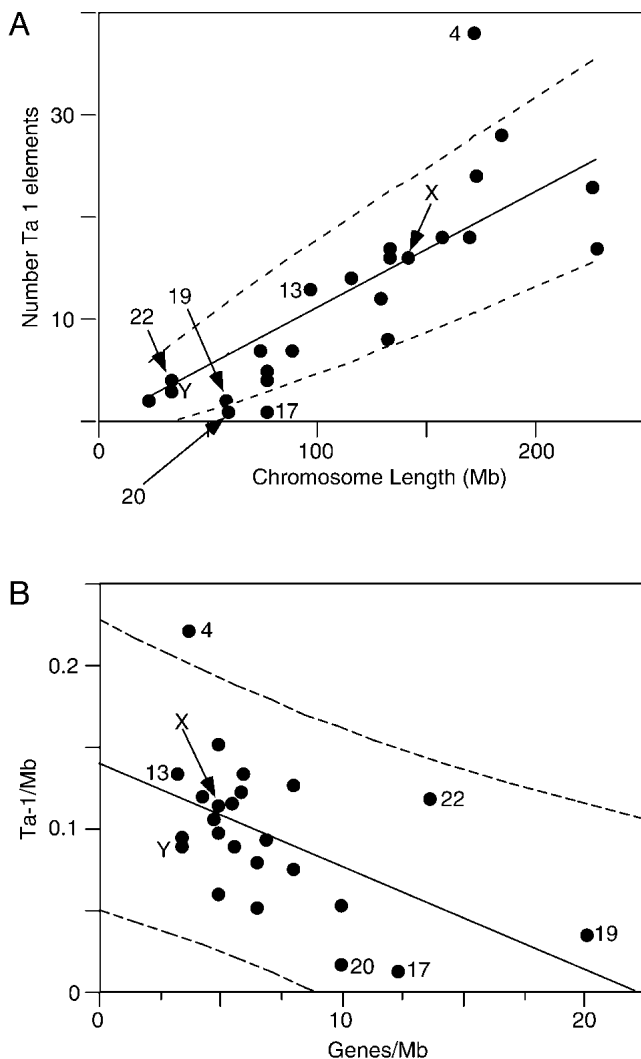 A
4
30
Number Ta 1 elements
X
19
13
22
10
Y
17
0
100
200
20
Chromosome Length (Mb)
B
4
0.2
X
13
Ta-1/Mb
22
0.1
Y
19
20
17
0
0
10
20
Genes/Mb